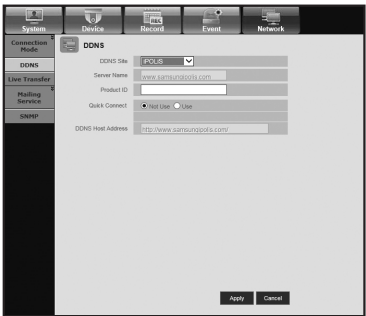 System Device Record Event Network
REC
Connection Mode
DDNS
Live Transfer
Mailing Service
SNMP
DDNS
DDNS Site IPOLIS
Server Name www.samsungipolis.com
Product ID
Quick Connect Not Use Use
DDNS Host Address http://www.samsungipolis.com/
Apply Cancel